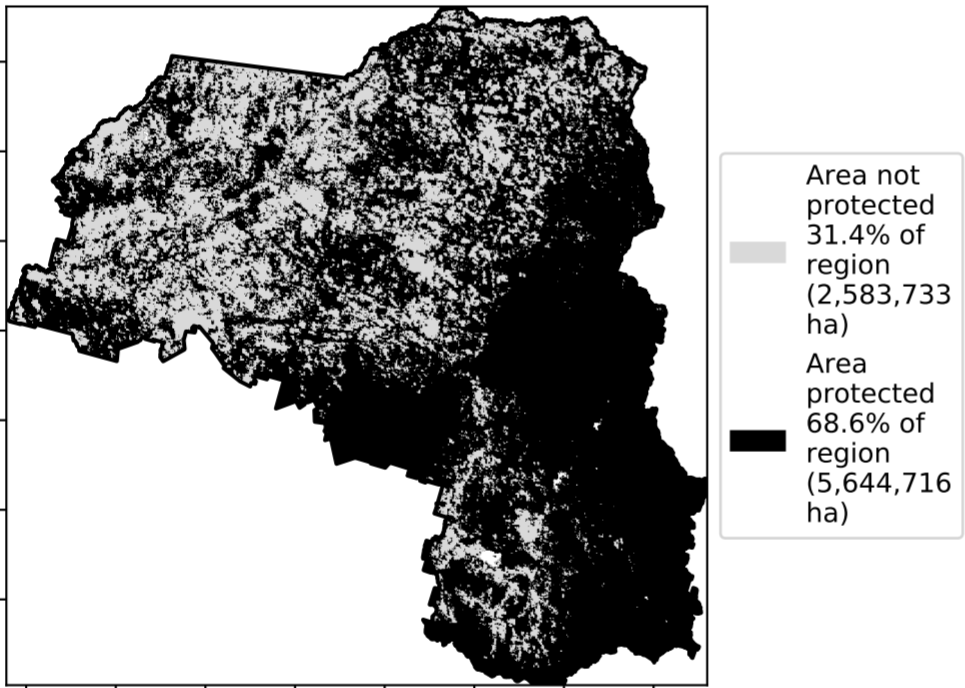 Area not
protected
31.4% of
region
(2,583,733
ha)
Area
protected
68.6% of
region
(5,644,716
ha)